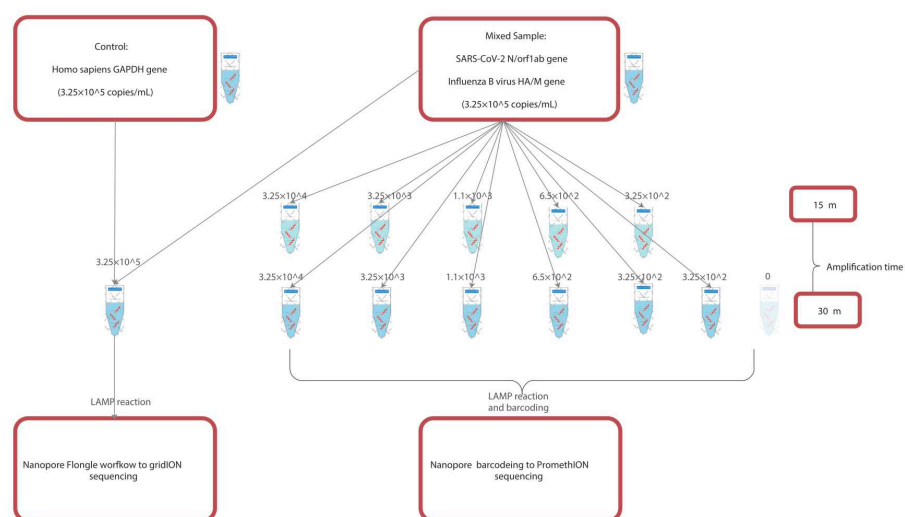 Control:
Homo sapiens GAPDH gene
(3.25×10^5 copies/mL)
Mixed Sample:
SARS-CoV-2 N/orf1ab gene
Influenza B virus HA/M gene
(3.25×10^5 copies/mL)
3.25×10^4
3.25×10^3
1.1×10^3
6.5×10^2
3.25×10^2
15 m
3.25×10^5
3.25×10^4
3.25×10^3
1.1×10^3
6.5×10^2
3.25×10^2
3.25×10^2
0
Amplification time
30 m
LAMP reaction
LAMP reaction
and barcoding
Nanopore Flongle worfkow to gridION
sequencing
Nanopore barcodeing to PromethION
sequencing